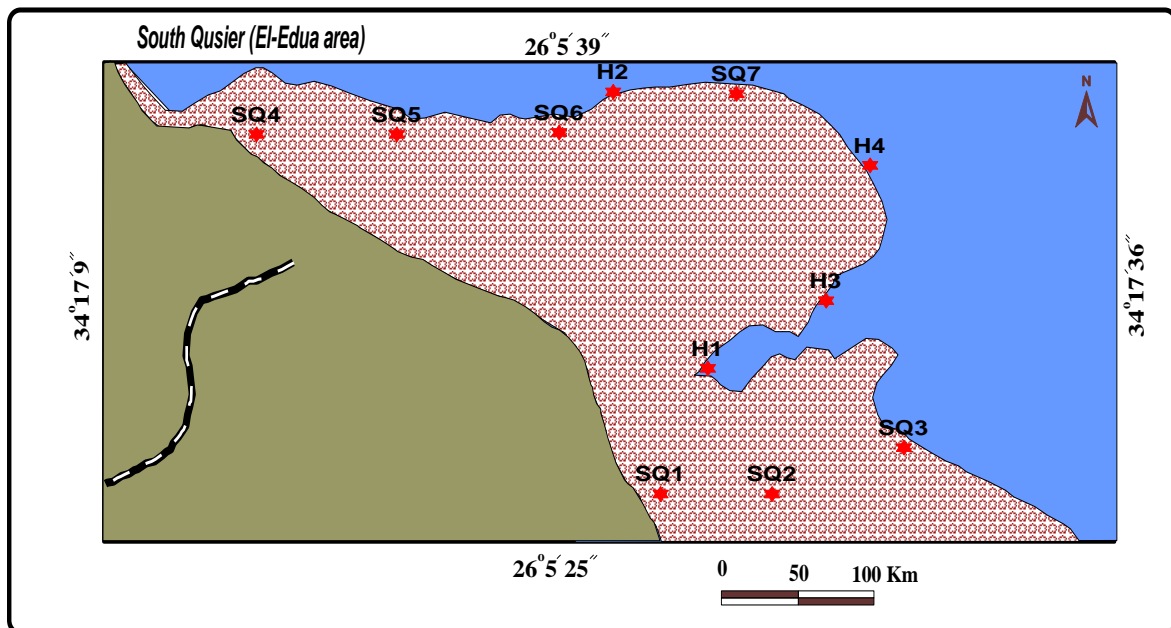 South Qusier (El-Edua area)
26°5′39″
N
H2
SQ7
SQ4
SQ5
SQ6
H4
34°17′9″
34°17′36″
H3
H1
SQ3
SQ1
SQ2
26°5′25″
0 50 100 Km